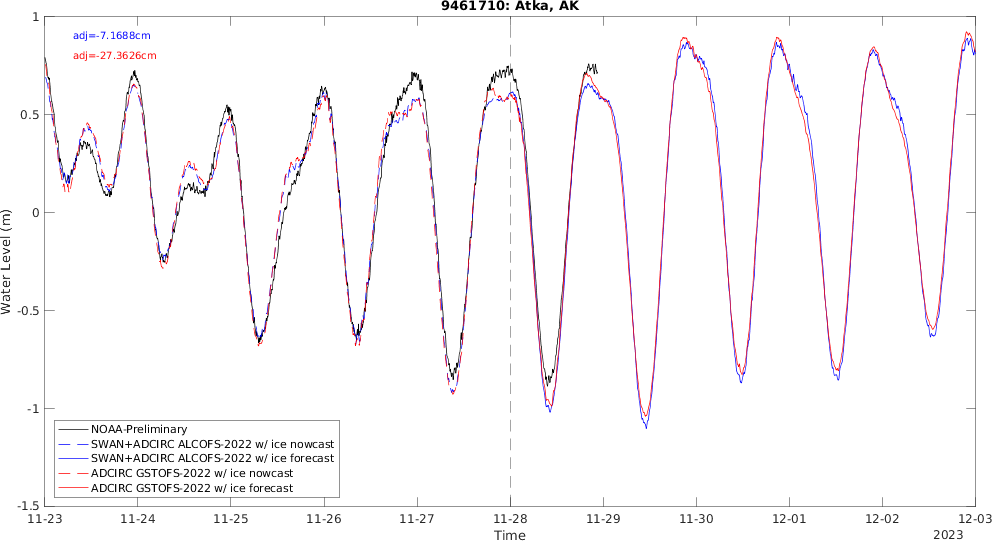 9461710: Atka, AK
adj=-7.1688cm
adj=-27.3626cm
Water Level (m)
1
0.5
0
-0.5
-1
-1.5
NOAA-Preliminary
SWAN+ADCIRC ALCOFS-2022 w/ ice nowcast
SWAN+ADCIRC ALCOFS-2022 w/ ice forecast
ADCIRC GSTOFS-2022 w/ ice nowcast
ADCIRC GSTOFS-2022 w/ ice forecast
11-23 11-24 11-25 11-26 11-27 11-28 11-29 11-30 12-01 12-02 12-03
Time
2023